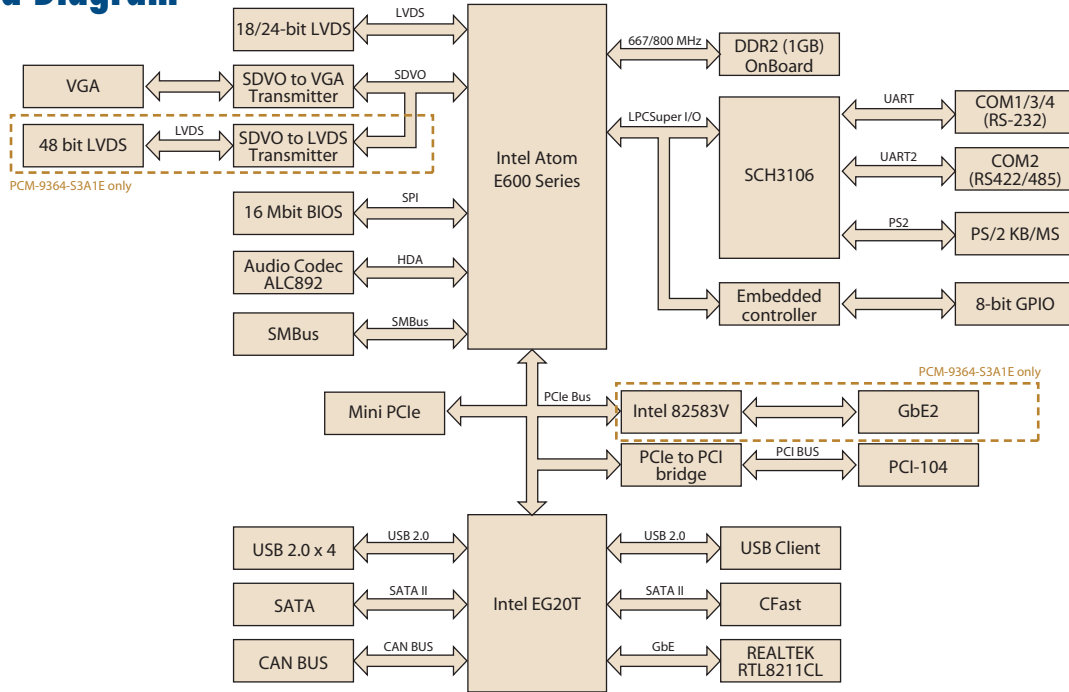 Diagram
LVDS
18/24-bit LVDS
667/800 MHz
DDR2 (1GB)
OnBoard
VGA
SDVO to VGA
Transmitter
SDVO
48 bit LVDS
LVDS
SDVO to LVDS
Transmitter
PCM-9364-S3A1E only
Intel Atom
E600 Series
LPCSuper I/O
SCH3106
UART
COM1/3/4
(RS-232)
UART2
COM2
(RS422/485)
PS2
PS/2 KB/MS
16 Mbit BIOS
SPI
Audio Codec
ALC892
HDA
SMBus
SMBus
Embedded
controller
8-bit GPIO
PCM-9364-S3A1E only
Mini PCIe
PCIe Bus
Intel 82583V
GbE2
PCIe to PCI
bridge
PCI BUS
PCI-104
USB 2.0 x 4
USB 2.0
Intel EG20T
USB 2.0
USB Client
SATA
SATA II
SATA II
CFast
CAN BUS
CAN BUS
GbE
REALTEK
RTL8211CL